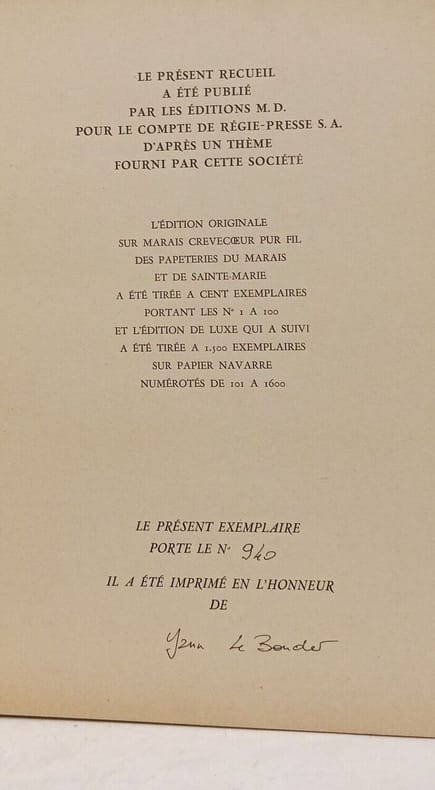 LE PRÉSENT RECUEIL
A ÉTÉ PUBLIÉ
PAR LES ÉDITIONS M. D.
POUR LE COMPTE DE RÉGIE-PRESSE S. A.
D'APRÈS UN THÈME
FOURNI PAR CETTE SOCIÉTÉ
L'ÉDITION ORIGINALE
SUR MARAIS CREVECŒUR PUR FIL
DES PAPETERIES DU MARAIS
ET DE SAINTE-MARIE
A ÉTÉ TIRÉE A CENT EXEMPLAIRES
PORTANT LES Nº 1 A 100
ET L'ÉDITION DE LUXE QUI A SUIVI
A ÉTÉ TIRÉE A 1.500 EXEMPLAIRES
SUR PAPIER NAVARRE
NUMÉROTÉS DE 101 A 1600
LE PRÉSENT EXEMPLAIRE
PORTE LE Nº 940
IL A ÉTÉ IMPRIMÉ EN L'HONNEUR
DE
Le